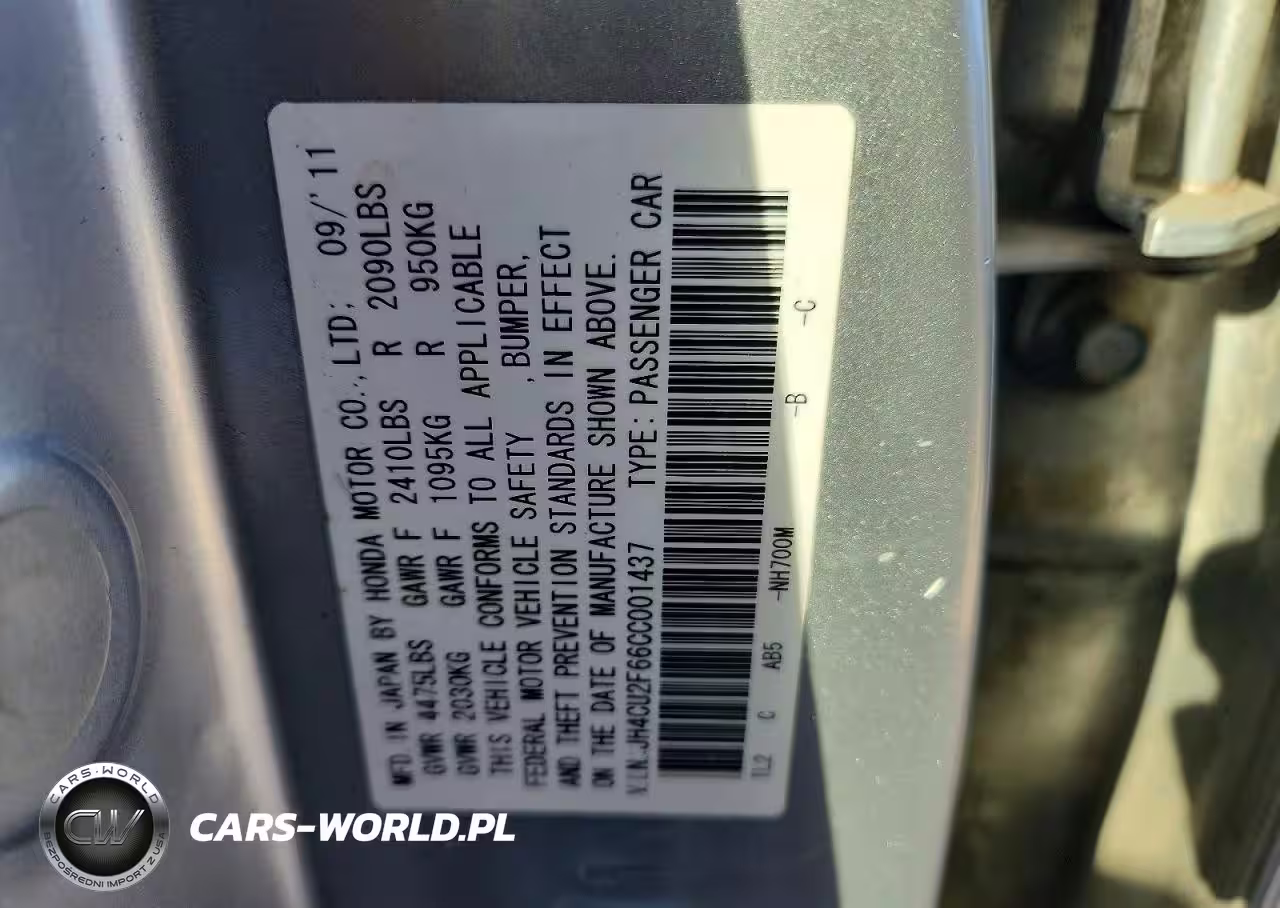 MFD. IN JAPAN BY HONDA MOTOR CO., LTD; 09/'11
GVWR 4475LBS GAWR F 2410LBS R 2090LBS
GVWR 2030KG GAWR F 1095KG R 950KG
THIS VEHICLE CONFORMS TO ALL APPLICABLE
FEDERAL MOTOR VEHICLE SAFETY ,BUMPER,
AND THEFT PREVENTION STANDARDS IN EFFECT
ON THE DATE OF MANUFACTURE SHOWN ABOVE.
V.I.N.:JH4CU2F66CC001437 TYPE: PASSENGER CAR
TL2 C AB5 -NH700M -B -C
CARS-WORLD
CW
BEZPOŚREDNI IMPORT Z USA
CARS-WORLD.PL